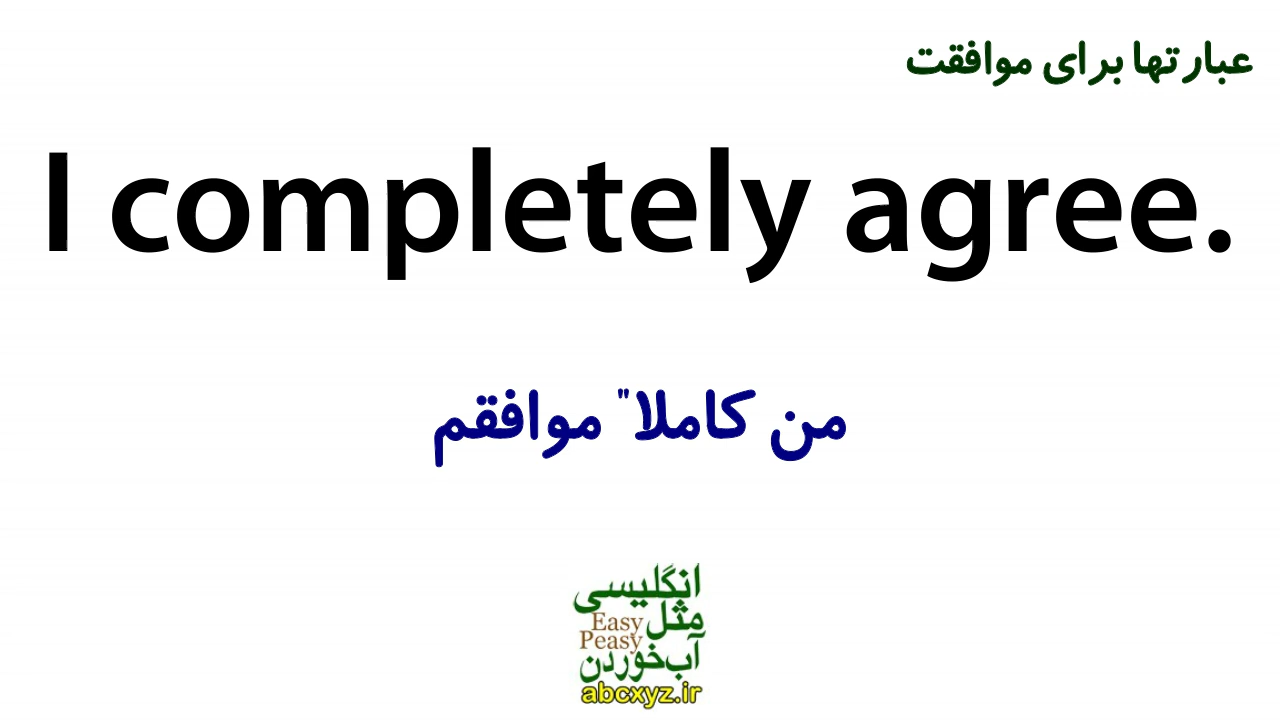 عبارتها برای موافقت
I completely agree.
من کاملا" موافقم
انگلیسی
مثل Easy
Peasy
آب‌خوردن
abcxyz.ir